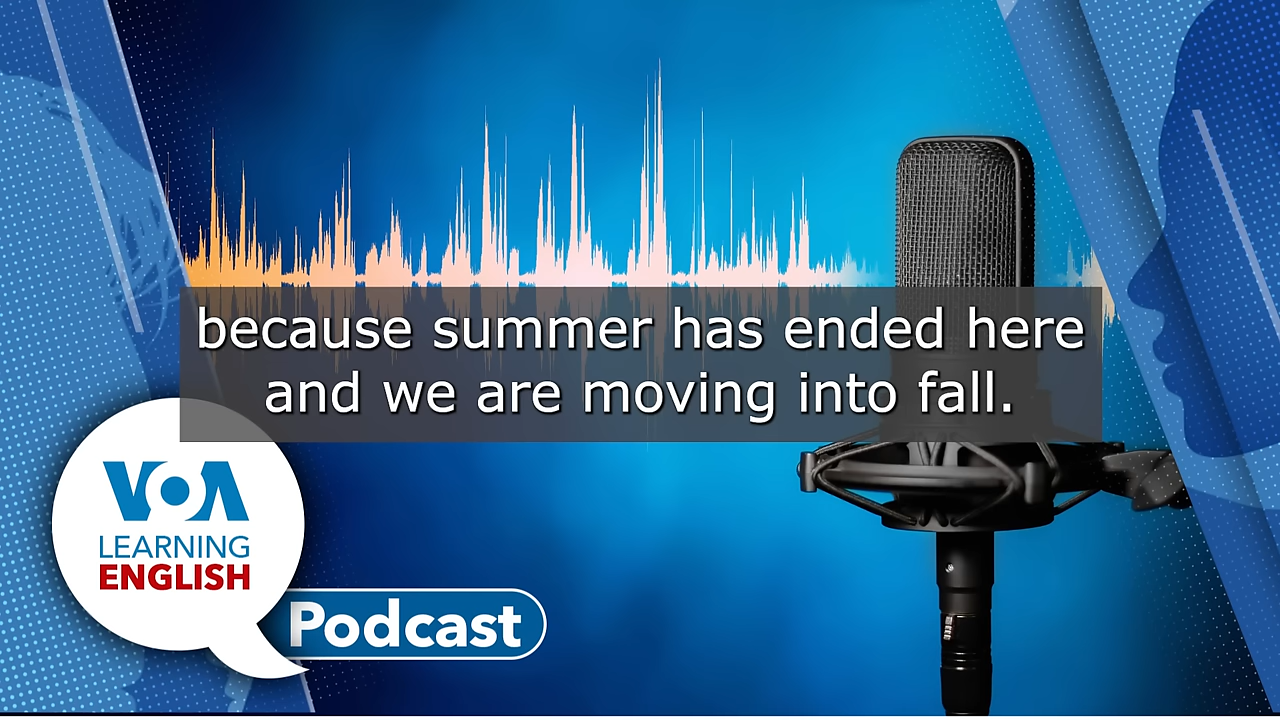 because summer has ended here
and we are moving into fall.
VOA
LEARNING
ENGLISH
Podcast